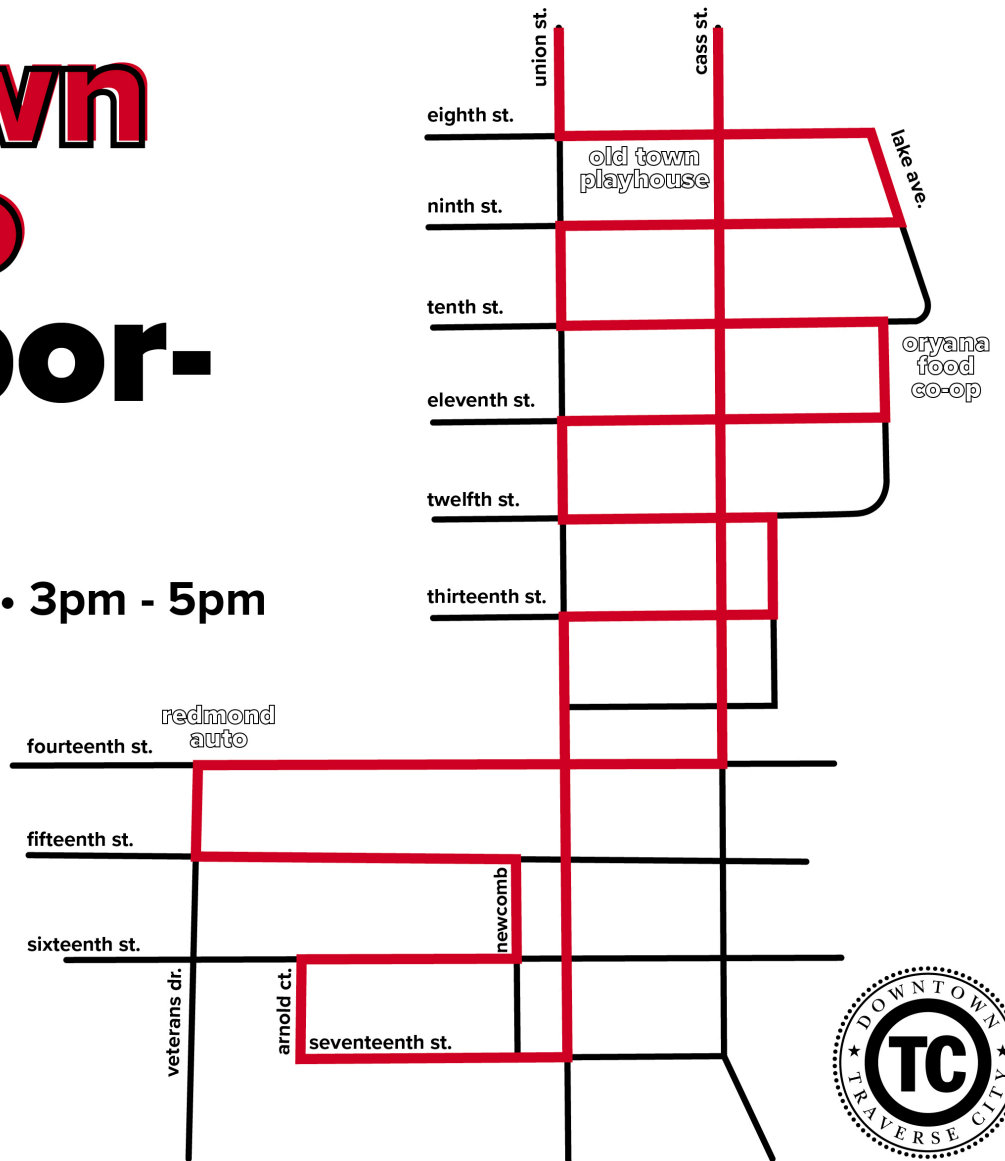 wn
union st.
cass st.
eighth st.
lake ave.
old town
playhouse
ninth st.
tenth st.
oryana
food
co-op
eleventh st.
oor-
twelfth st.
• 3pm - 5pm
thirteenth st.
redmond
auto
fourteenth st.
fifteenth st.
newcomb
sixteenth st.
veterans dr.
arnold ct.
seventeenth st.
DOWNTOWN
TC
TRAVERSE CITY